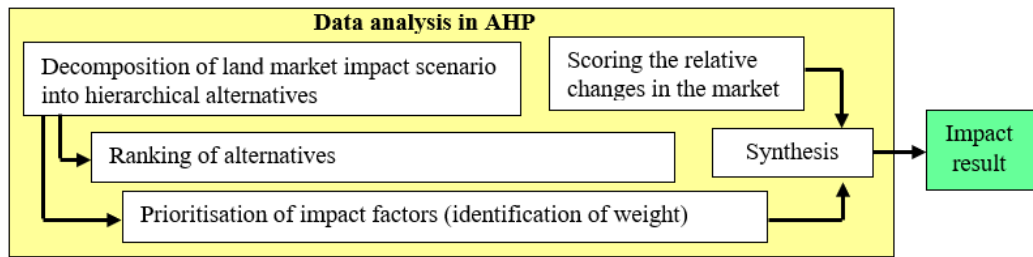 Data analysis in AHP
Decomposition of land market impact scenario
into hierarchical alternatives
Scoring the relative
changes in the market
Ranking of alternatives
Synthesis
Impact
result
Prioritisation of impact factors (identification of weight)